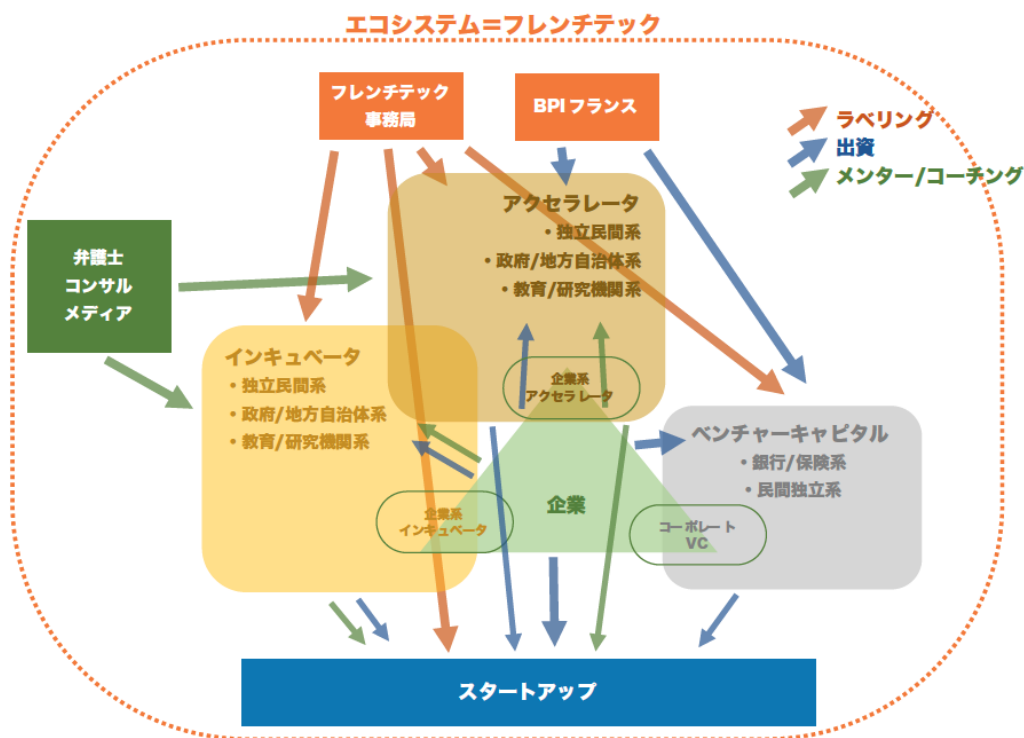 エコシステム＝フレンチテック
フレンチテック
事務局
BPIフランス
ラベリング
出資
メンター/コーチング
弁護士
コンサル
メディア
アクセラレータ
・独立民間系
・政府/地方自治体系
・教育/研究機関系
インキュベータ
・独立民間系
・政府/地方自治体系
・教育/研究機関系
企業系
アクセラレータ
ベンチャーキャピタル
・銀行/保険系
・民間独立系
企業
企業系
インキュベータ
コーポレート
VC
スタートアップ